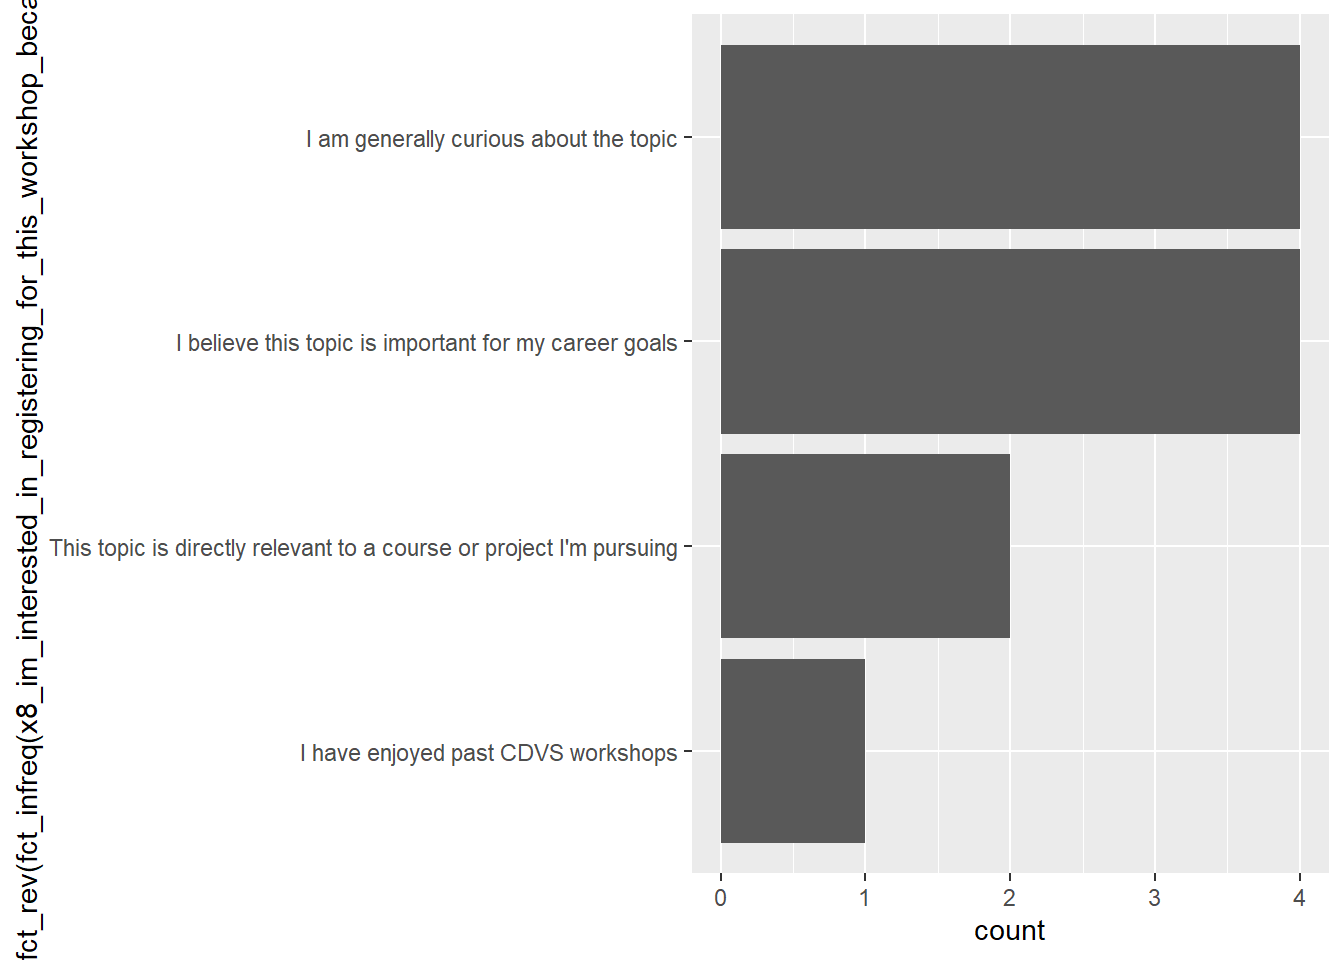 fct_rev(fct_infreq(x8_im_interested_in_registering_for_this_workshop_beca
I am generally curious about the topic
I believe this topic is important for my career goals
This topic is directly relevant to a course or project I'm pursuing
I have enjoyed past CDVS workshops
0 1 2 3 4
count